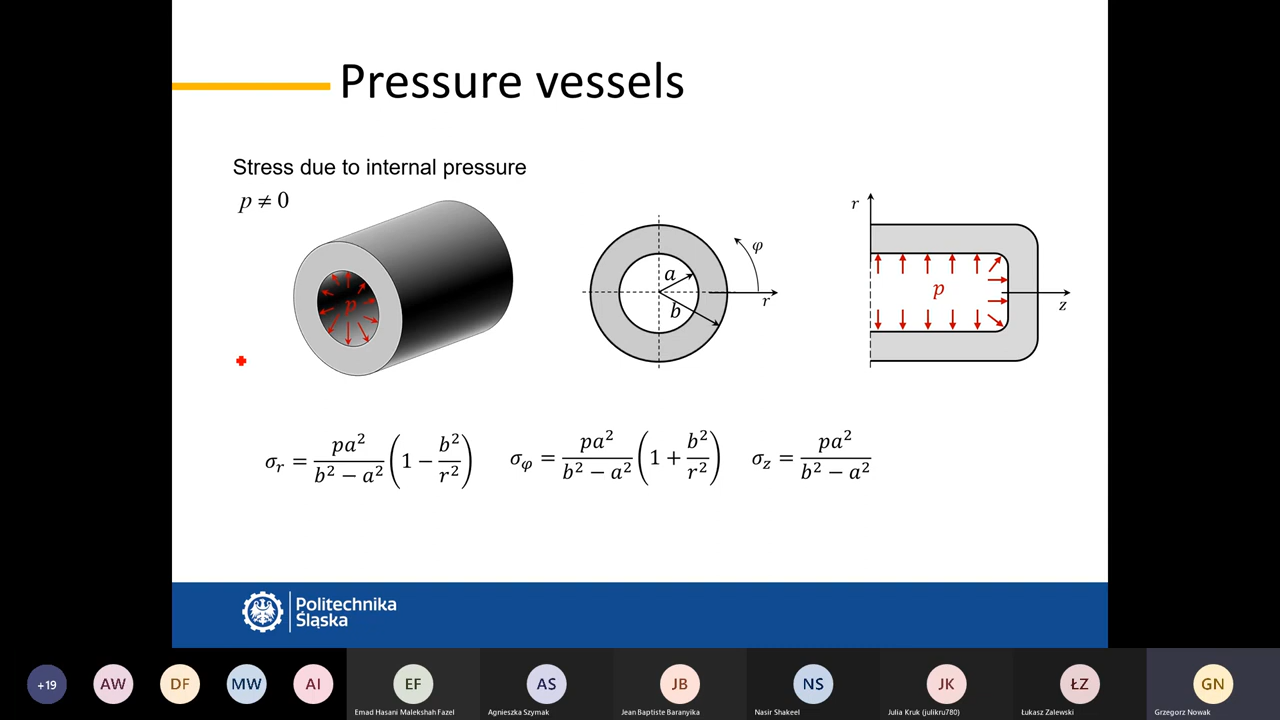 Pressure vessels
Stress due to internal pressure
p ≠ 0
p
a
b
φ
r
r
p
z
σ_r = pa²/(b² − a²) (1 − b²/r²)  σ_φ = pa²/(b² − a²) (1 + b²/r²)  σ_z = pa²/(b² − a²)
Politechnika
Śląska
+19 AW DF MW AI EF AS JB NS JK ŁZ GN
Emad Hasani Malekshah Fazel Agnieszka Szymak Jean Baptiste Baranyika Nasir Shakeel Julia Kruk (julikru780) Łukasz Zalewski Grzegorz Nowak